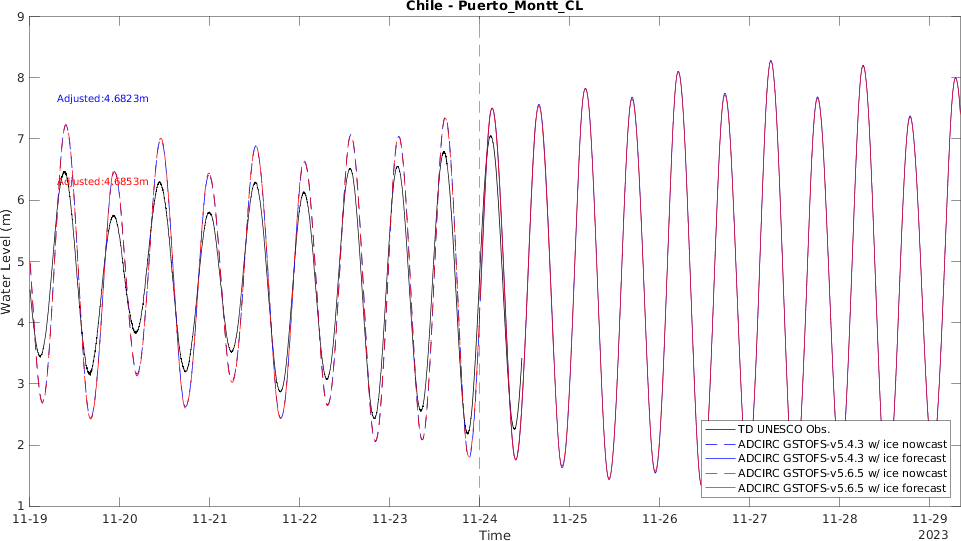 Chile - Puerto_Montt_CL
9
8
7
6
5
4
3
2
1
Water Level (m)
Adjusted:4.6823m
Adjusted:4.6853m
TD UNESCO Obs.
ADCIRC GSTOFS-v5.4.3 w/ ice nowcast
ADCIRC GSTOFS-v5.4.3 w/ ice forecast
ADCIRC GSTOFS-v5.6.5 w/ ice nowcast
ADCIRC GSTOFS-v5.6.5 w/ ice forecast
11-19 11-20 11-21 11-22 11-23 11-24 11-25 11-26 11-27 11-28 11-29
Time
2023